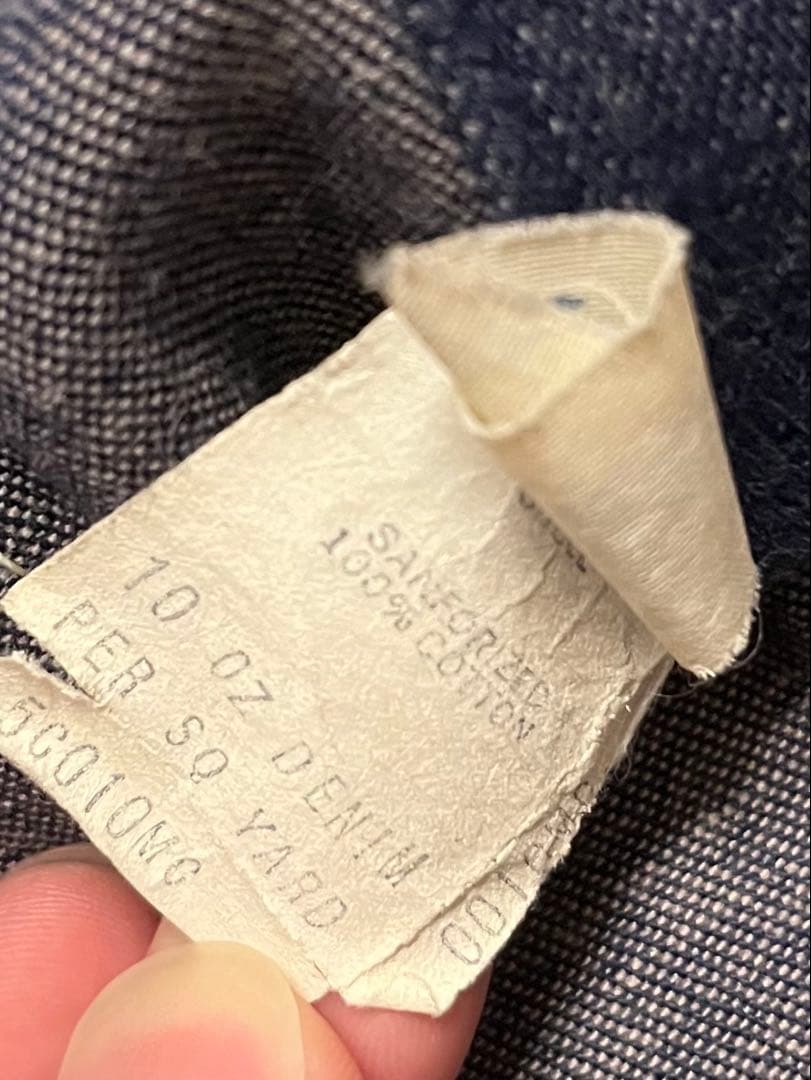 SANFORIZED
100% COTTON
10 OZ DENIM
PER SQ YARD
5C010MG